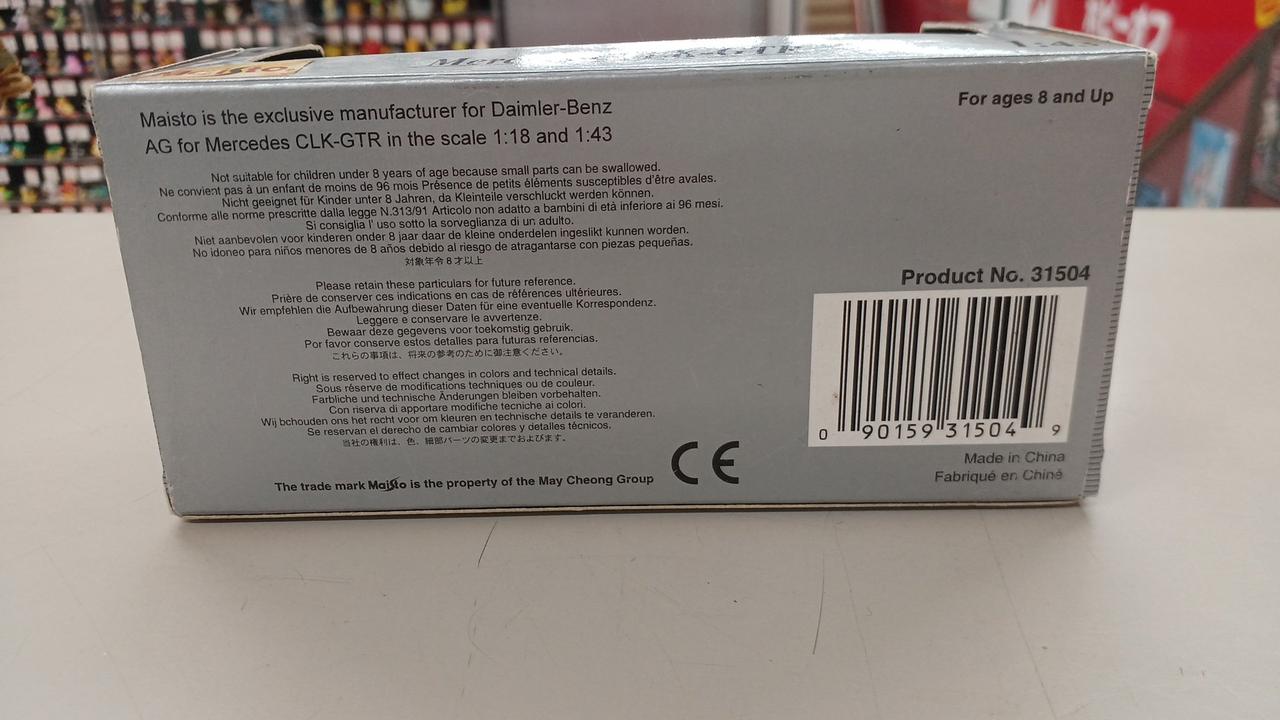 Maisto
1:43
Maisto is the exclusive manufacturer for Daimler-Benz
AG for Mercedes CLK-GTR in the scale 1:18 and 1:43
For ages 8 and Up
Not suitable for children under 8 years of age because small parts can be swallowed.
Ne convient pas à un enfant de moins de 96 mois Présence de petits éléments susceptibles d'être avales.
Nicht geeignet für Kinder unter 8 Jahren, da Kleinteile verschluckt werden können.
Conforme alle norme prescritte dalla legge N.313/91 Articolo non adatto a bambini di età inferiore ai 96 mesi.
Si consiglia l' uso sotto la sorveglianza di un adulto.
Niet aanbevolen voor kinderen onder 8 jaar daar de kleine onderdelen ingeslikt kunnen worden.
No idoneo para niños menores de 8 años debido al riesgo de atragantarse con piezas pequeñas.
対象年令8才以上
Please retain these particulars for future reference.
Prière de conserver ces indications en cas de références ultérieures.
Wir empfehlen die Aufbewahrung dieser Daten für eine eventuelle Korrespondenz.
Leggere e conservare le avvertenze.
Bewaar deze gegevens voor toekomstig gebruik.
Por favor conserve estos detalles para futuras referencias.
これらの事項は、将来の参考のために御注意ください。
Right is reserved to effect changes in colors and technical details.
Sous réserve de modifications techniques ou de couleur.
Farbliche und technische Änderungen bleiben vorbehalten.
Con riserva di apportare modifiche tecniche ai colori.
Wij bchouden ons het recht voor om kleuren en technische details te veranderen.
Se reservan el derecho de cambiar colores y detalles técnicos.
当社の権利は、色、細部パーツの変更までおよびます。
The trade mark Maisto is the property of the May Cheong Group
CE
Product No. 31504
0 90159 31504 9
Made in China
Fabriqué en Chine